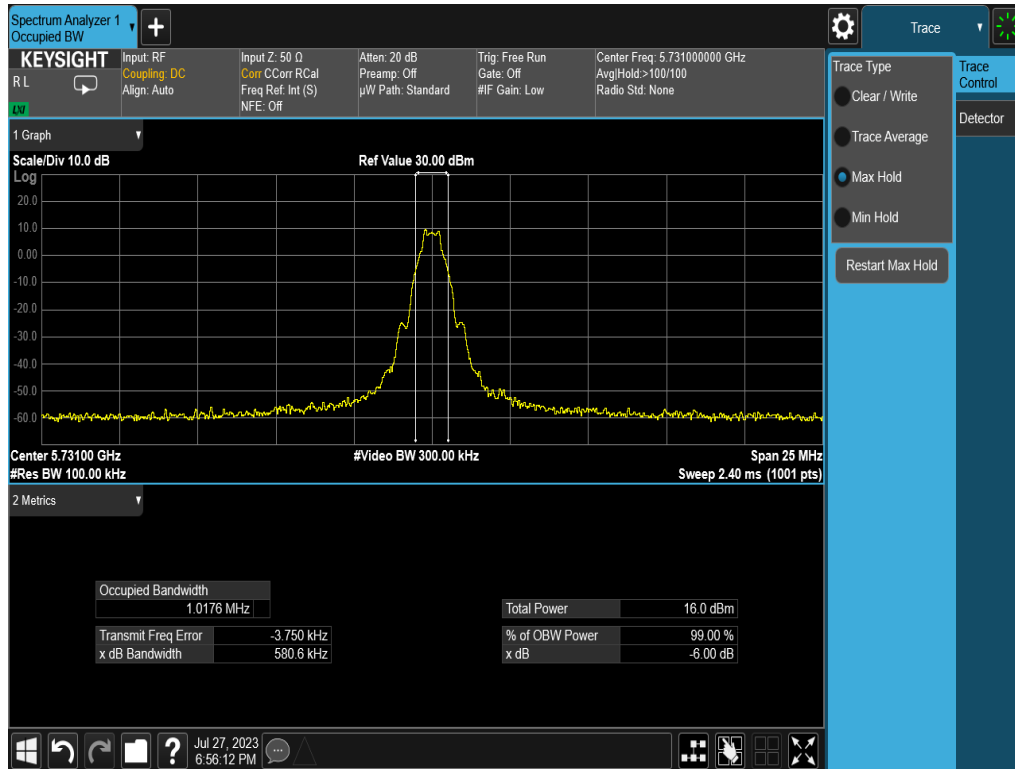 Spectrum Analyzer 1
Occupied BW
+
Trace
KEYSIGHT
R L
LXI
Input: RF
Coupling: DC
Align: Auto
Input Z: 50 Ω
Corr CCorr RCal
Freq Ref: Int (S)
NFE: Off
Atten: 20 dB
Preamp: Off
µW Path: Standard
Trig: Free Run
Gate: Off
#IF Gain: Low
Center Freq: 5.731000000 GHz
Avg|Hold:>100/100
Radio Std: None
Trace Type
Clear / Write
Trace Average
Max Hold
Min Hold
Restart Max Hold
Trace
Control
Detector
1 Graph
Scale/Div 10.0 dB
Ref Value 30.00 dBm
Log
20.0
10.0
0.00
-10.0
-20.0
-30.0
-40.0
-50.0
-60.0
Center 5.73100 GHz
#Video BW 300.00 kHz
Span 25 MHz
#Res BW 100.00 kHz
Sweep 2.40 ms (1001 pts)
2 Metrics
Occupied Bandwidth
1.0176 MHz
Total Power 16.0 dBm
Transmit Freq Error -3.750 kHz
% of OBW Power 99.00 %
x dB Bandwidth 580.6 kHz
x dB -6.00 dB
?
Jul 27, 2023
6:56:12 PM